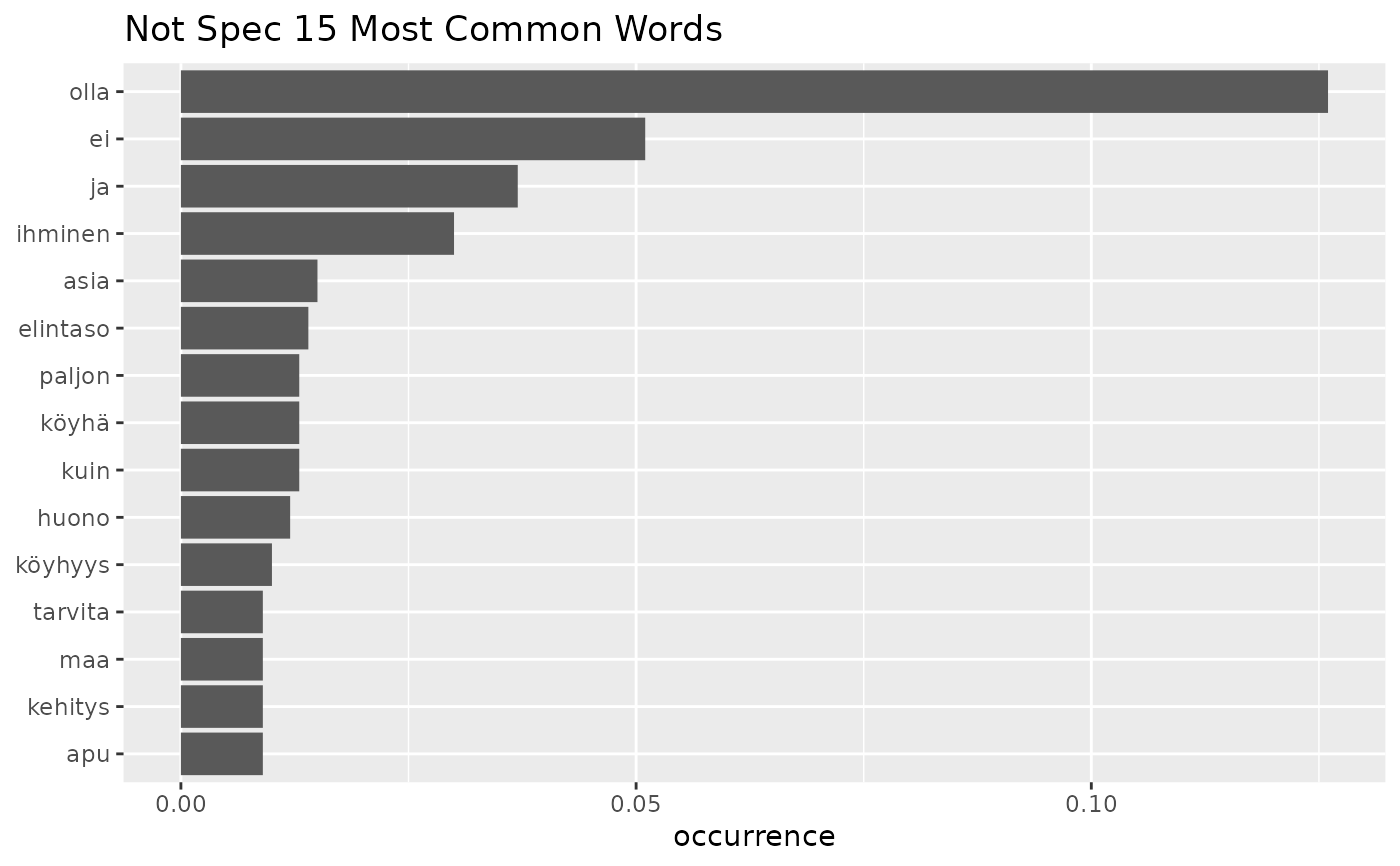 Not Spec 15 Most Common Words
olla
ei
ja
ihminen
asia
elintaso
paljon
köyhä
kuin
huono
köyhyys
tarvita
maa
kehitys
apu
0.00 0.05 0.10
occurrence